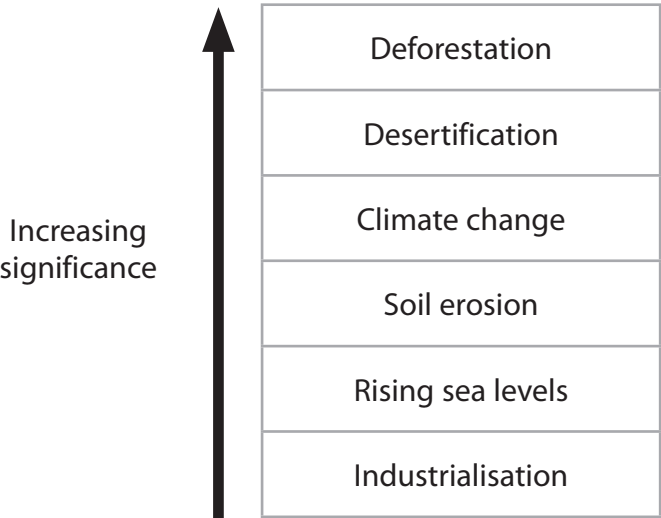 Deforestation
Desertification
Climate change
Increasing
significance
Soil erosion
Rising sea levels
Industrialisation